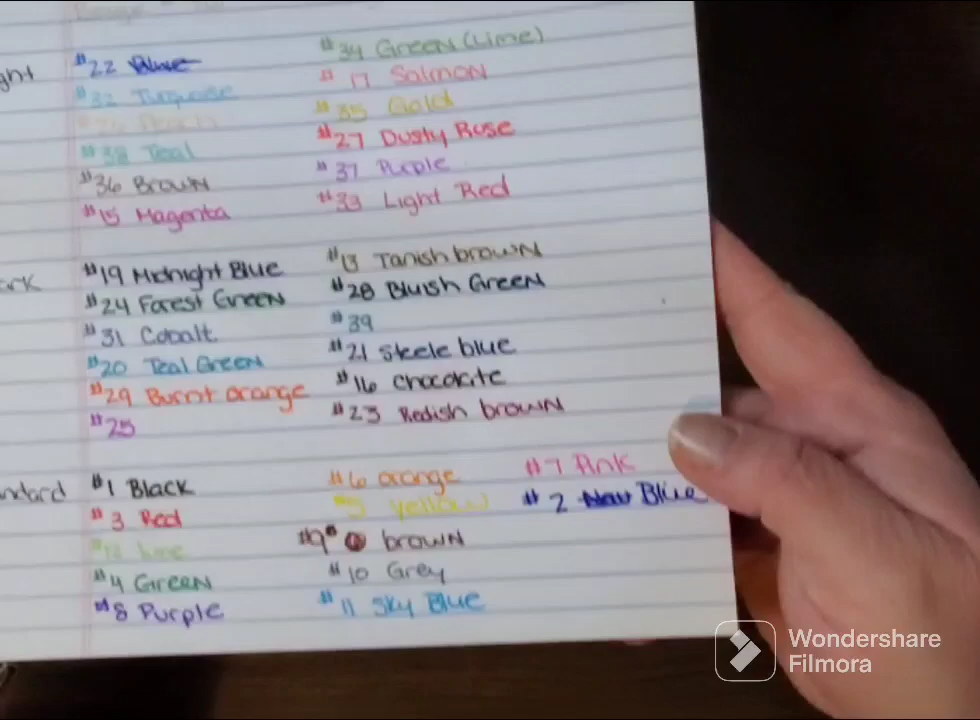 #22 Blue #34 Green (Lime)
ght #17 Salmon
#32 Turquoise #35 Gold
Peach #27 Dusty Rose
#38 Teal #37 Purple
#36 Brown #33 Light Red
#15 Magenta
#19 Midnight Blue #13 Tanish brown
ark #24 Forest Green #28 Bluish Green
#31 Cobalt #39
#20 Teal Green #21 Steele blue
#29 Burnt orange #16 chocolate
#25 #23 Redish brown
ndard #1 Black #6 orange #7 Pink
#3 Red #5 yellow #2 Blue
#12 lime #9 brown
#4 Green #10 Grey
#8 Purple #11 Sky Blue
Wondershare
Filmora